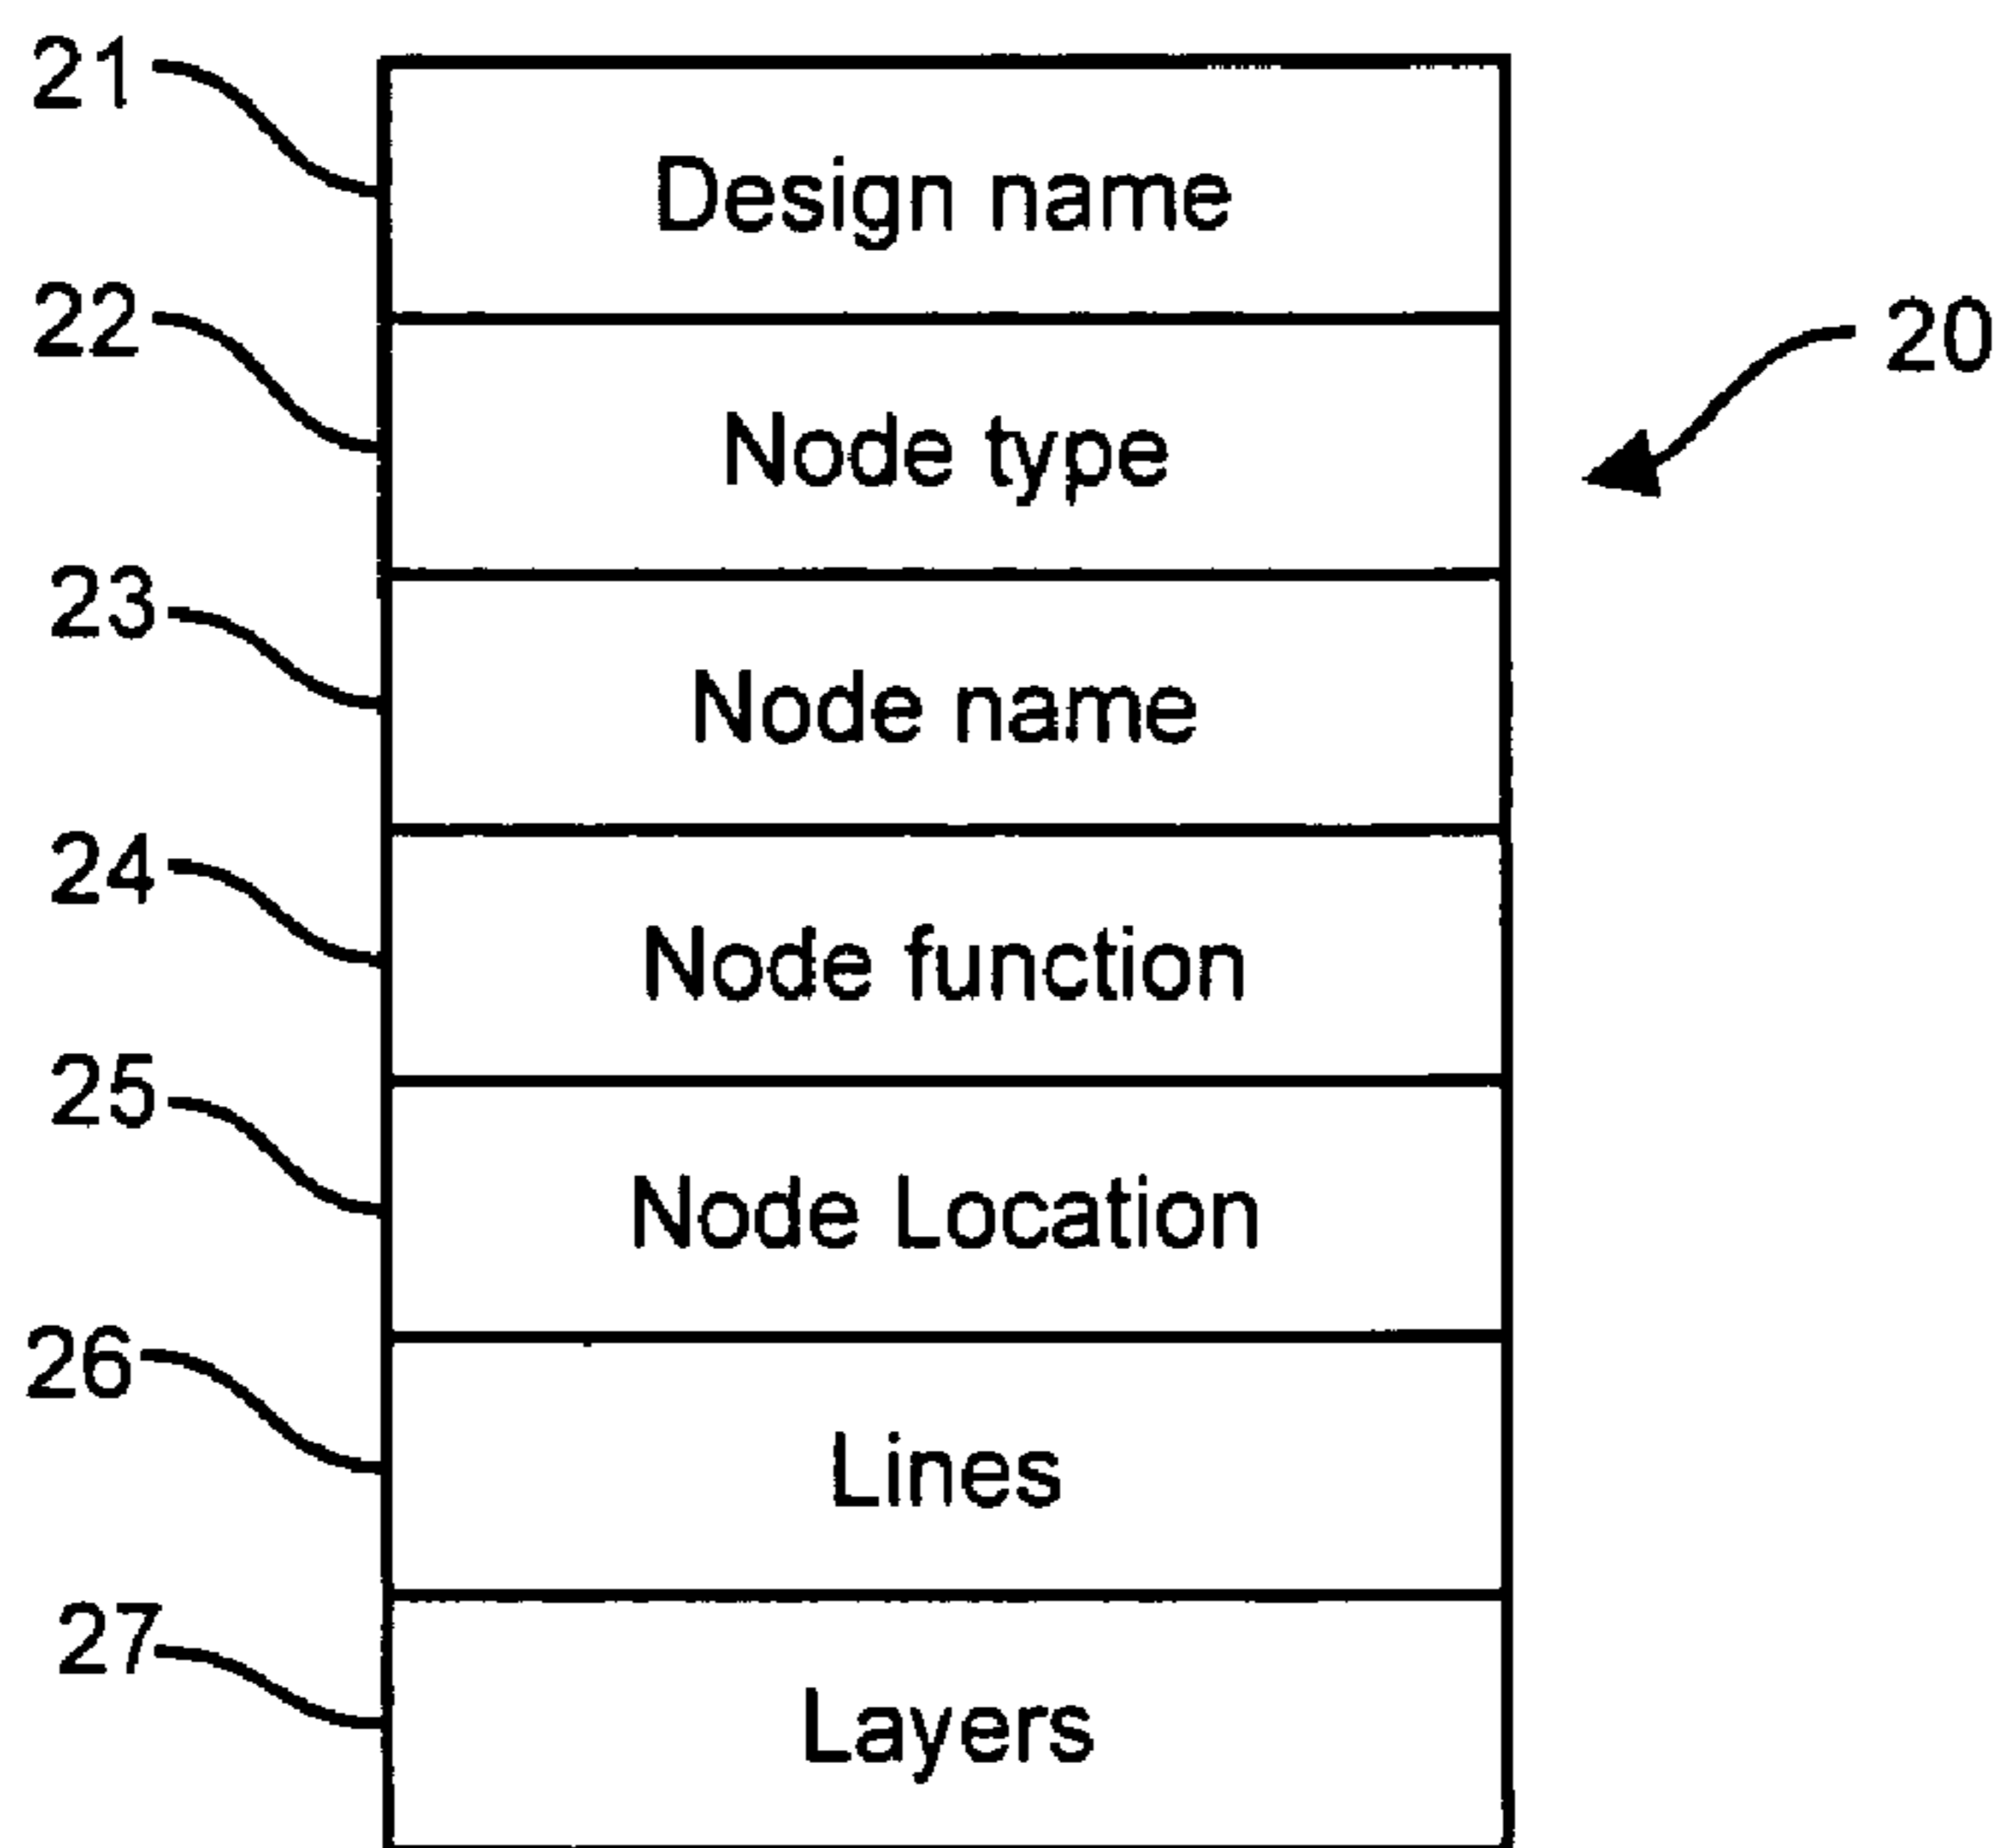 21
Design name
22
Node type
20
23
Node name
24
Node function
25
Node Location
26
Lines
27
Layers